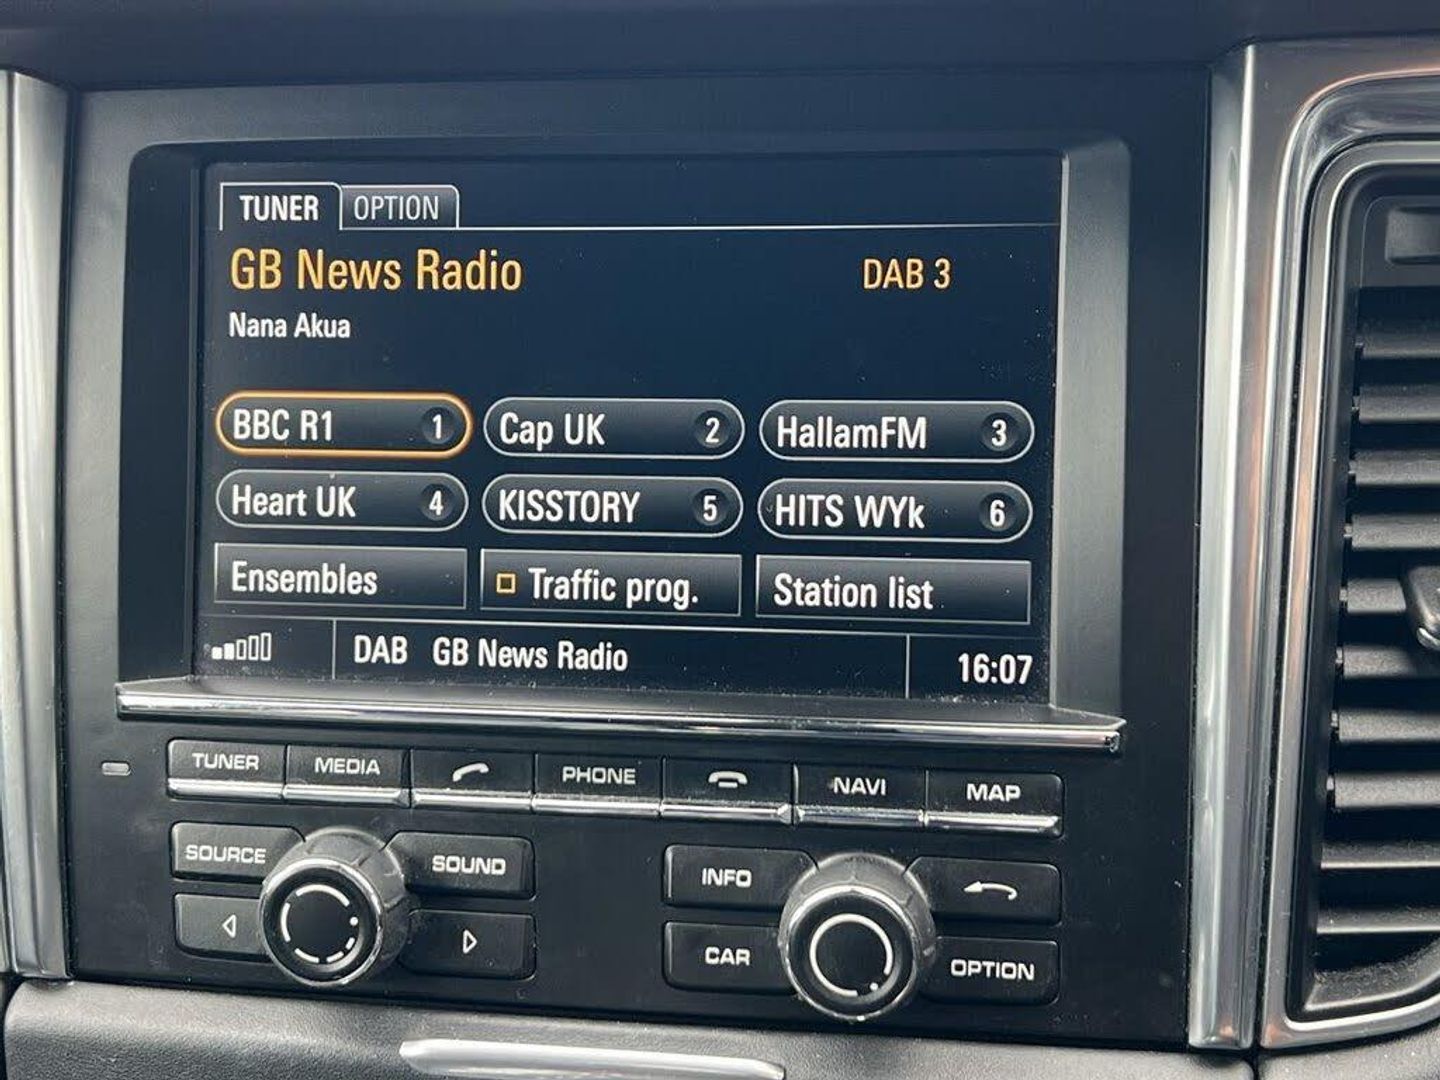 TUNER OPTION
GB News Radio DAB 3
Nana Akua
BBC R1 1 Cap UK 2 HallamFM 3
Heart UK 4 KISSTORY 5 HITS WYk 6
Ensembles Traffic prog. Station list
DAB GB News Radio 16:07
TUNER MEDIA PHONE NAVI MAP
SOURCE SOUND INFO
CAR OPTION